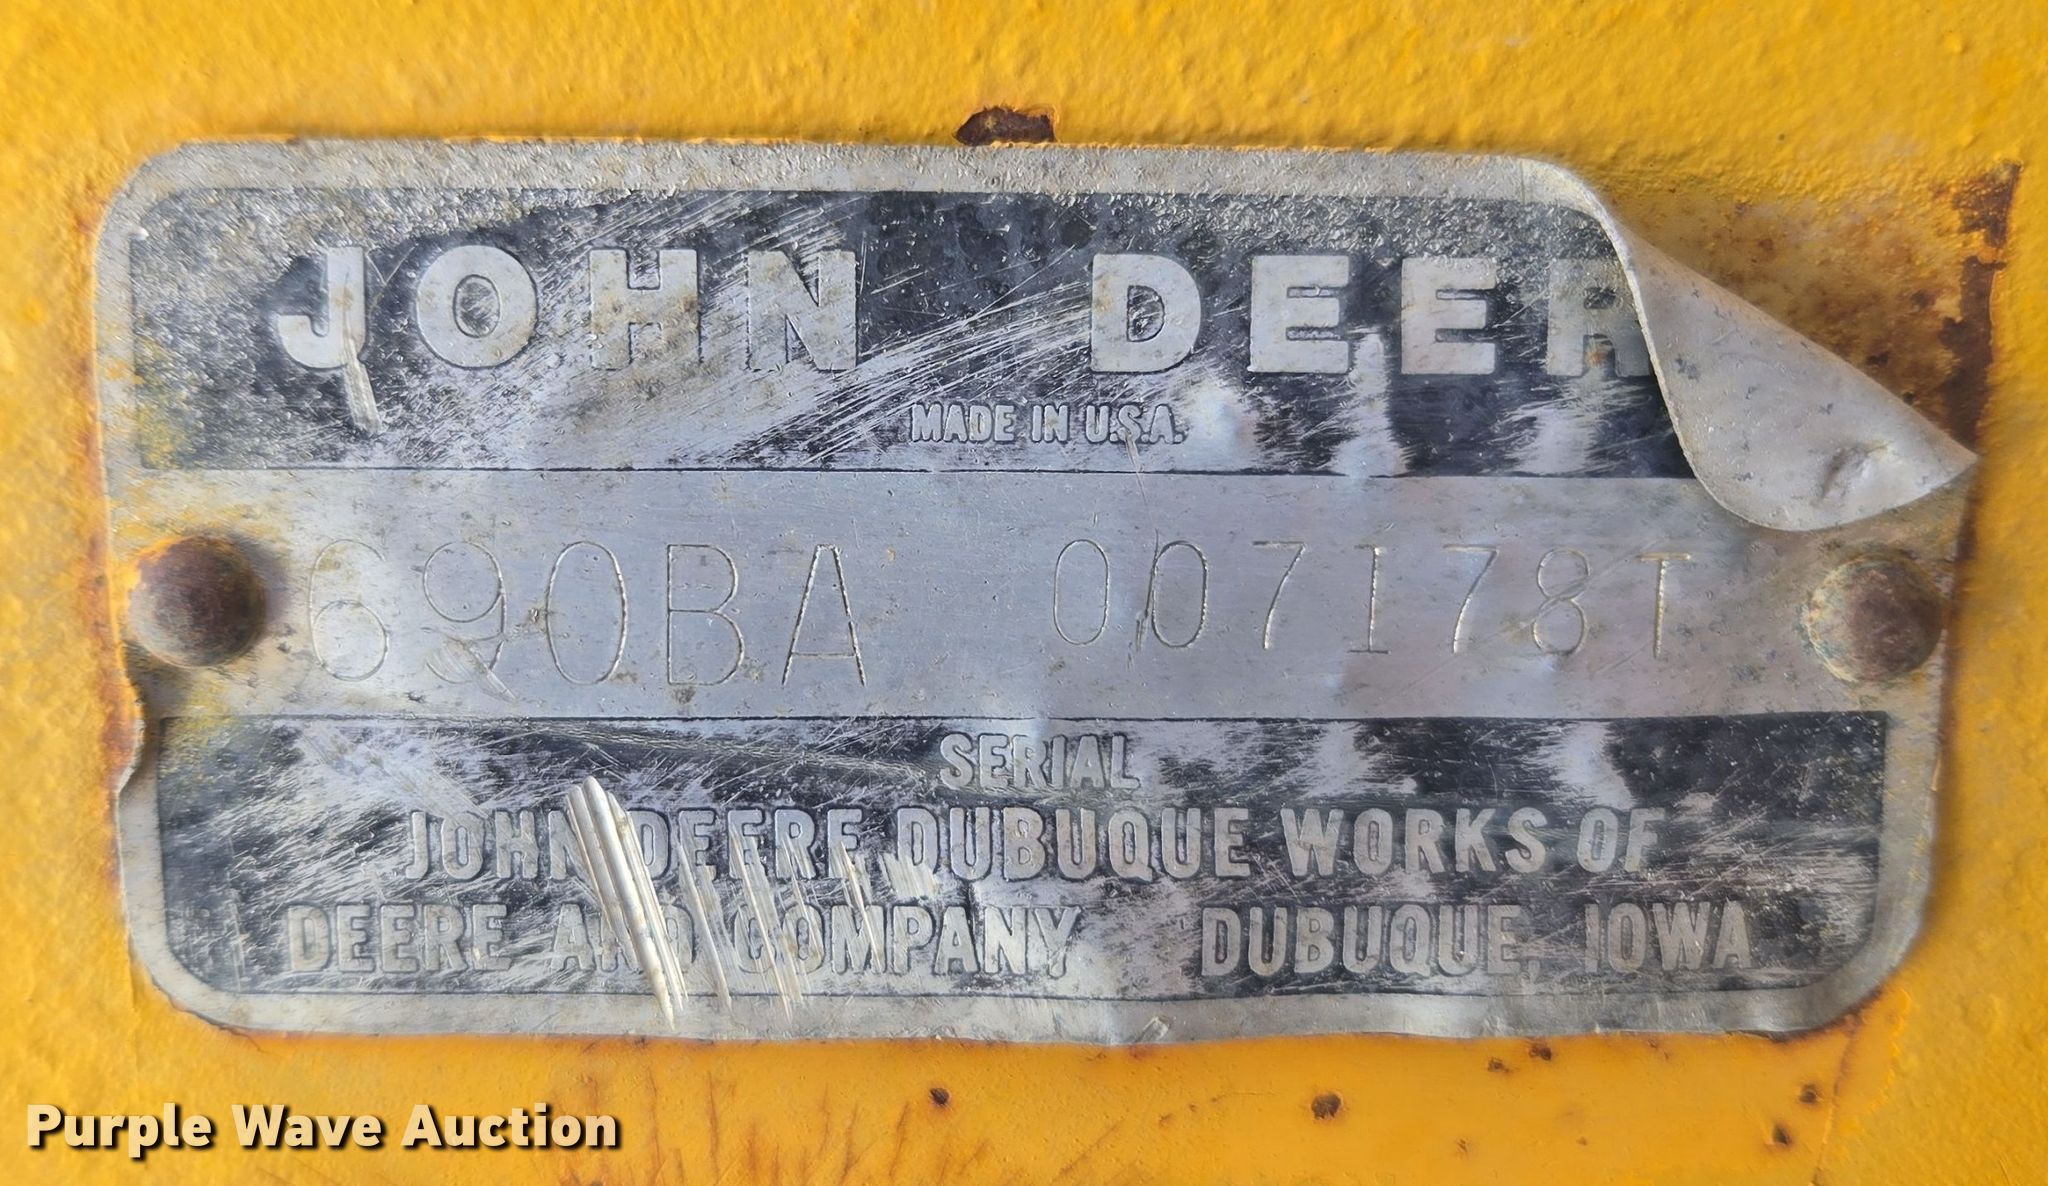 JOHN DEER
MADE IN U.S.A.
690BA 007178T
SERIAL
JOHN DEERE DUBUQUE WORKS OF
DEERE AND COMPANY DUBUQUE, IOWA
Purple Wave Auction